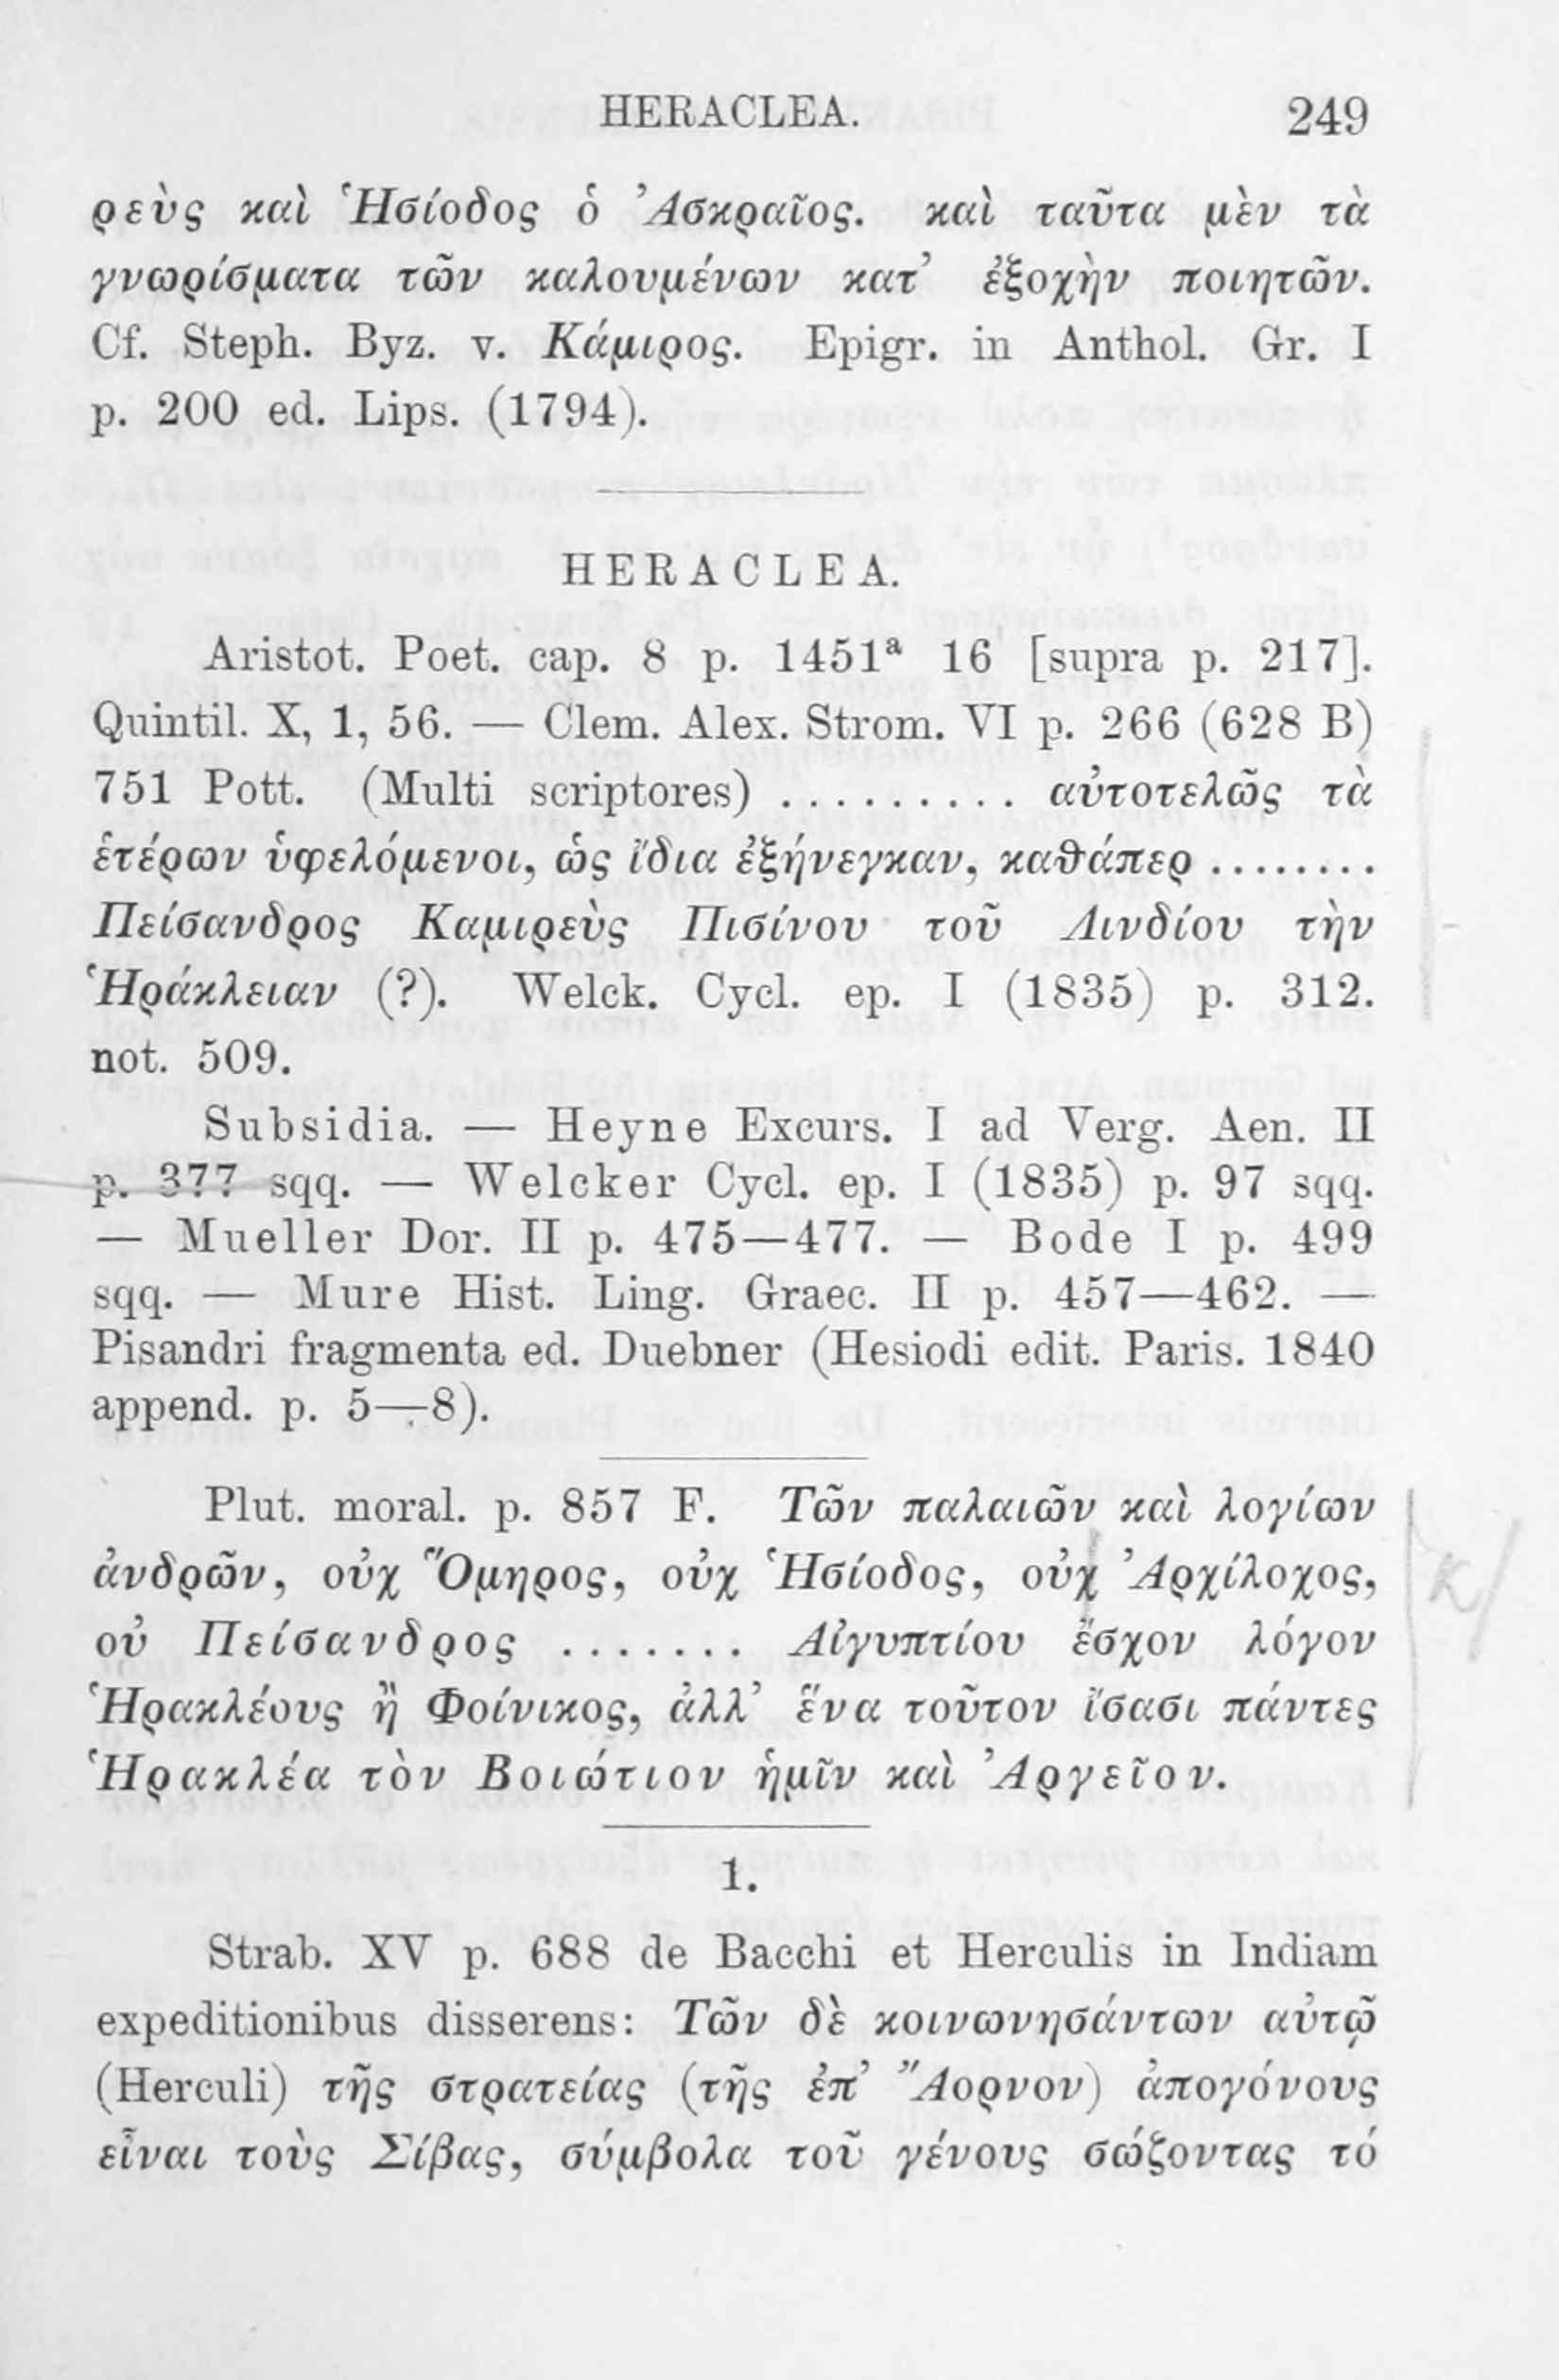 HERACLEA. 249
ρεὺς καὶ Ἡσίοδος ὁ Ἀσκραῖος. καὶ ταῦτα μὲν τὰ
γνωρίσματα τῶν καλουμένων κατ’ ἐξοχὴν ποιητῶν.
Cf. Steph. Byz. v. Κάμιρος. Epigr. in Anthol. Gr. I
p. 200 ed. Lips. (1794).
HERACLEA.
Aristot. Poet. cap. 8 p. 1451ª 16 [supra p. 217].
Quintil. X, 1, 56. — Clem. Alex. Strom. VI p. 266 (628 B)
751 Pott. (Multi scriptores) . . . . . . . . . αὐτοτελῶς τὰ
ἑτέρων ὑφελόμενοι, ὡς ἴδια ἐξήνεγκαν, καθάπερ . . . . . . . .
Πείσανδρος Καμιρεὺς Πισίνου τοῦ Λινδίου τὴν
Ἡράκλειαν (?). Welck. Cycl. ep. I (1835) p. 312.
not. 509.
Subsidia. — Heyne Excurs. I ad Verg. Aen. II
p. 377 sqq. — Welcker Cycl. ep. I (1835) p. 97 sqq.
— Mueller Dor. II p. 475—477. — Bode I p. 499
sqq. — Mure Hist. Ling. Graec. II p. 457—462. —
Pisandri fragmenta ed. Duebner (Hesiodi edit. Paris. 1840
append. p. 5—8).
Plut. moral. p. 857 F. Τῶν παλαιῶν καὶ λογίων
ἀνδρῶν, οὐχ Ὅμηρος, οὐχ Ἡσίοδος, οὐχ Ἀρχίλοχος,
οὐ Πείσανδρος . . . . . . . Αἰγυπτίου ἔσχον λόγον
Ἡρακλέους ἢ Φοίνικος, ἀλλ’ ἕνα τοῦτον ἴσασι πάντες
Ἡρακλέα τὸν Βοιώτιον ἡμῖν καὶ Ἀργεῖον.
1.
Strab. XV p. 688 de Bacchi et Herculis in Indiam
expeditionibus disserens: Τῶν δὲ κοινωνησάντων αὐτῷ
(Herculi) τῆς στρατείας (τῆς ἐπ’ Ἄορνον) ἀπογόνους
εἶναι τοὺς Σίβας, σύμβολα τοῦ γένους σώζοντας τό